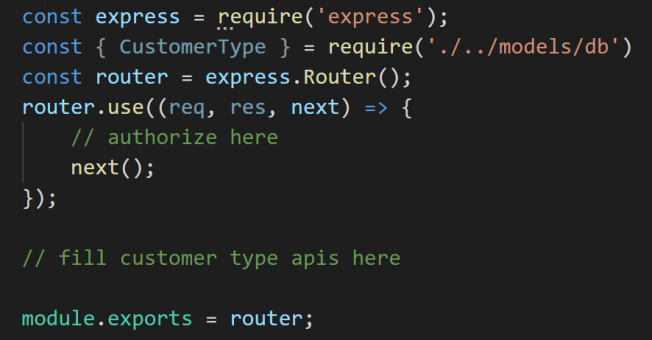 const express = require('express');
const { CustomerType } = require('./../models/db')
const router = express.Router();
router.use((req, res, next) => {
    // authorize here
    next();
});
// fill customer type apis here
module.exports = router;